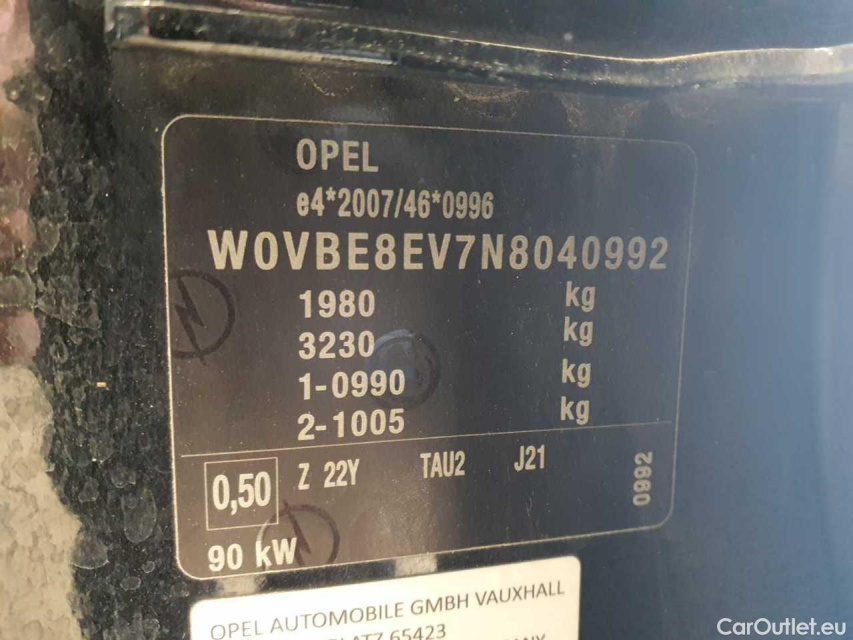 OPEL
e4*2007/46*0996
W0VBE8EV7N8040992
1980 kg
3230 kg
1-0990 kg
2-1005 kg
0,50 Z 22Y TAU2 J21 0992
90 kW
OPEL AUTOMOBILE GMBH VAUXHALL
65423
CarOutlet.eu